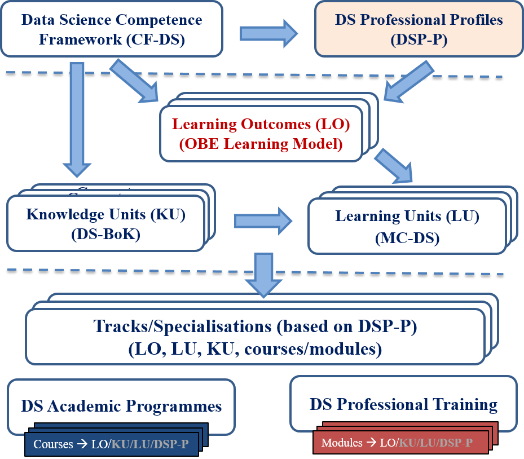 Data Science Competence
Framework (CF-DS)
DS Professional Profiles
(DSP-P)
Learning Outcomes (LO)
(OBE Learning Model)
Knowledge Units (KU)
(DS-BoK)
Learning Units (LU)
(MC-DS)
Tracks/Specialisations (based on DSP-P)
(LO, LU, KU, courses/modules)
DS Academic Programmes
Courses → LO/KU/LU/DSP-P
DS Professional Training
Modules → LO/KU/LU/DSP-P